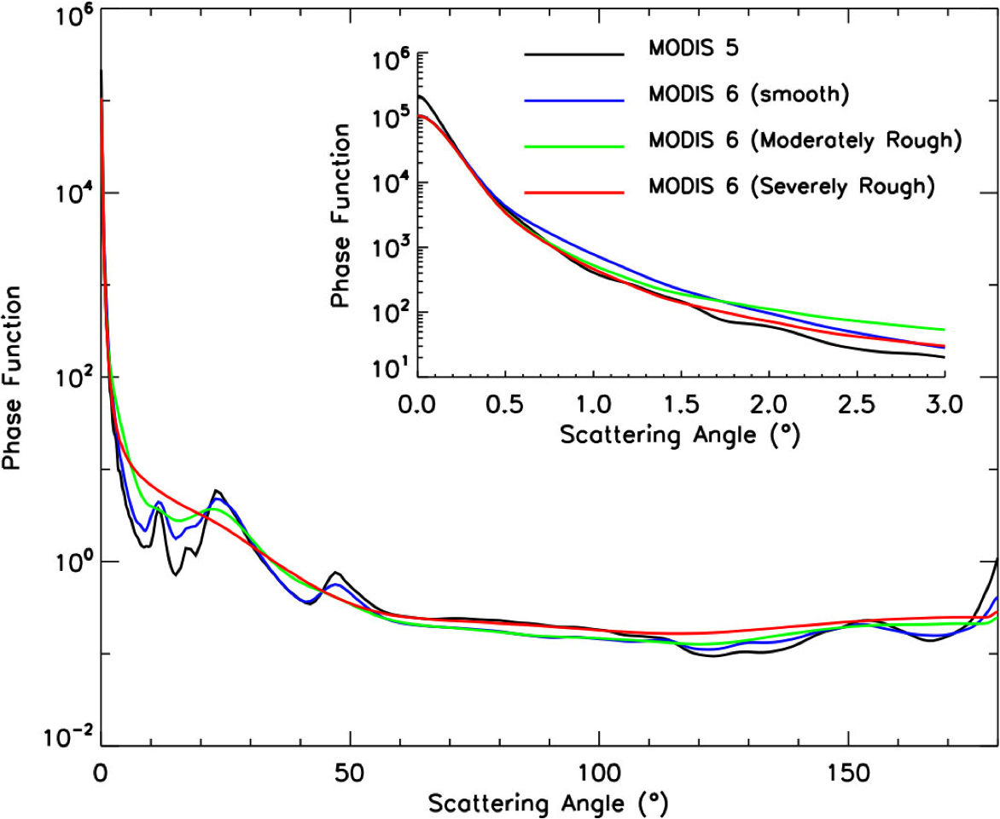 10⁶
10⁴
10²
10⁰
10⁻²
Phase Function
0 50 100 150
Scattering Angle (°)
MODIS 5
MODIS 6 (smooth)
MODIS 6 (Moderately Rough)
MODIS 6 (Severely Rough)
10⁶
10⁵
10⁴
10³
10²
10¹
Phase Function
0.0 0.5 1.0 1.5 2.0 2.5 3.0
Scattering Angle (°)